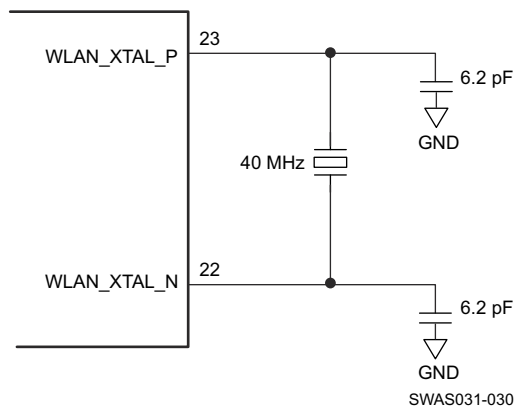 23
WLAN_XTAL_P
6.2 pF
GND
40 MHz
22
WLAN_XTAL_N
6.2 pF
GND
SWAS031-030